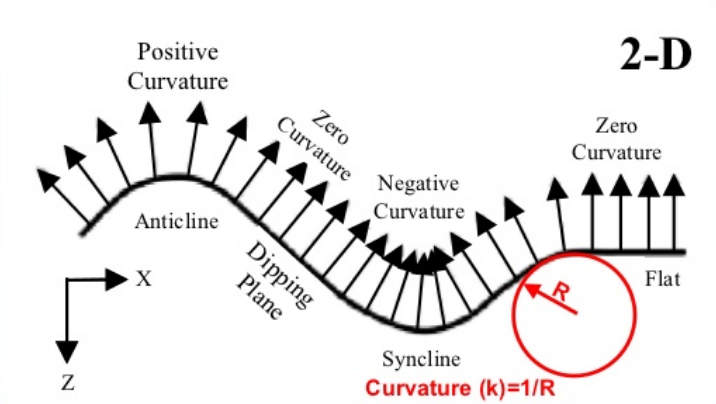 2-D
Positive
Curvature
Zero
Curvature
Zero
Curvature
Negative
Curvature
Anticline
Dipping
Plane
X
Flat
R
Z
Syncline
Curvature (k)=1/R